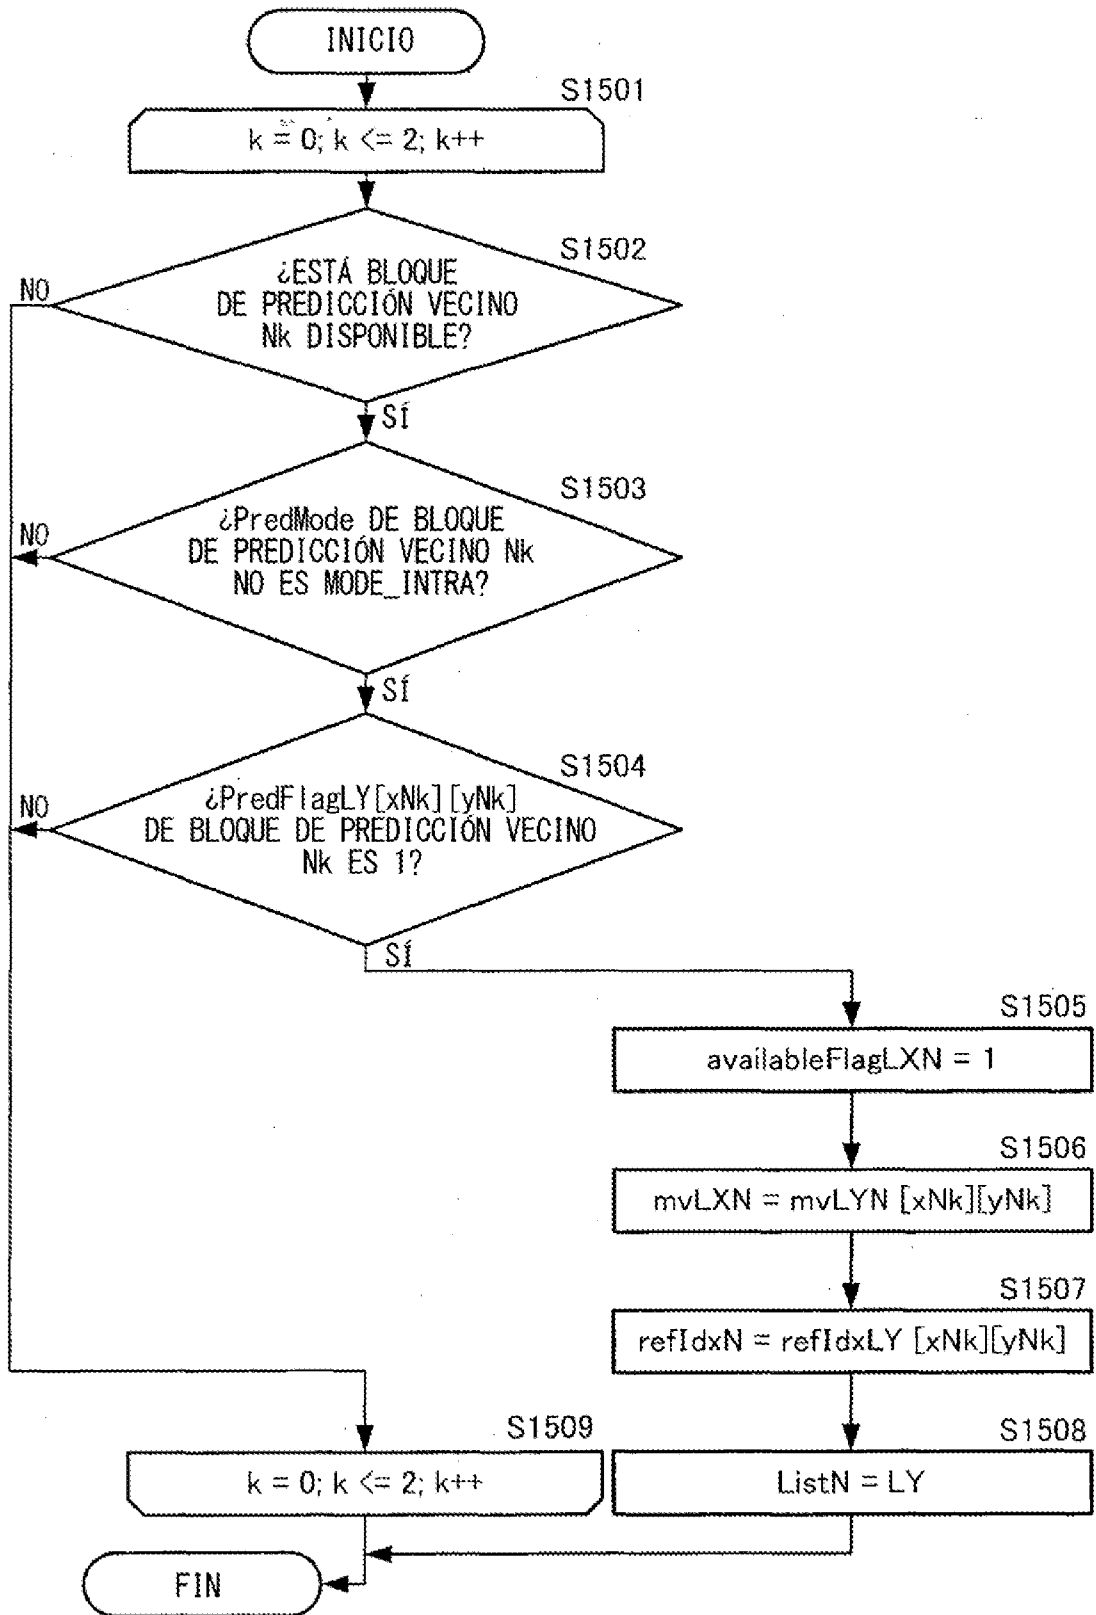 INICIO
S1501
k = 0; k <= 2; k++
S1502
¿ESTÁ BLOQUE
DE PREDICCIÓN VECINO
Nk DISPONIBLE?
NO
SÍ
S1503
¿PredMode DE BLOQUE
DE PREDICCIÓN VECINO Nk
NO ES MODE_INTRA?
NO
SÍ
S1504
¿PredFlagLY[xNk][yNk]
DE BLOQUE DE PREDICCIÓN VECINO
Nk ES 1?
NO
SÍ
S1505
availableFlagLXN = 1
S1506
mvLXN = mvLYN [xNk][yNk]
S1507
refIdxN = refIdxLY [xNk][yNk]
S1509
k = 0; k <= 2; k++
S1508
ListN = LY
FIN